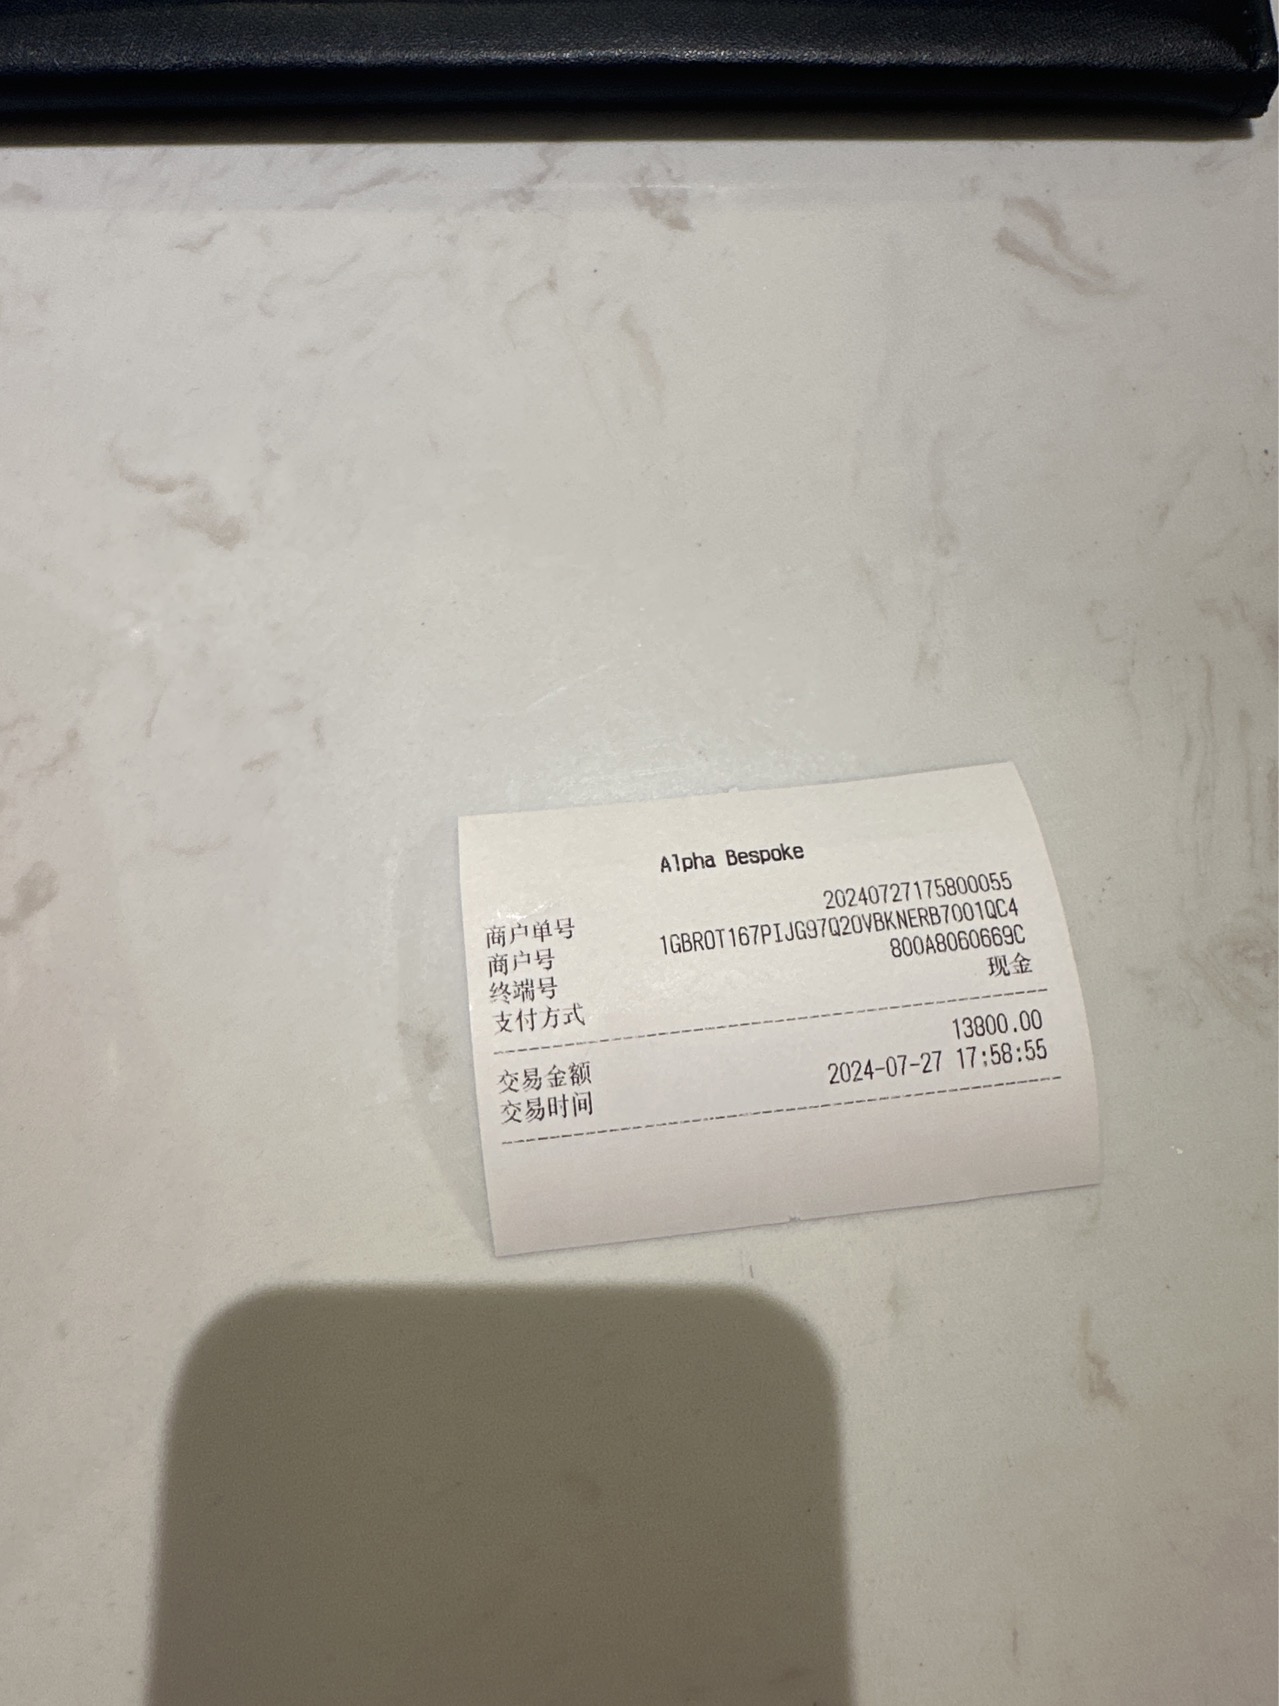 Alpha Bespoke
商户单号 20240727175800055
商户号 1GBR0T167PIJG97Q20VBKNERB7001QC4
终端号 800A8060669C
支付方式 现金
交易金额 13800.00
交易时间 2024-07-27 17:58:55